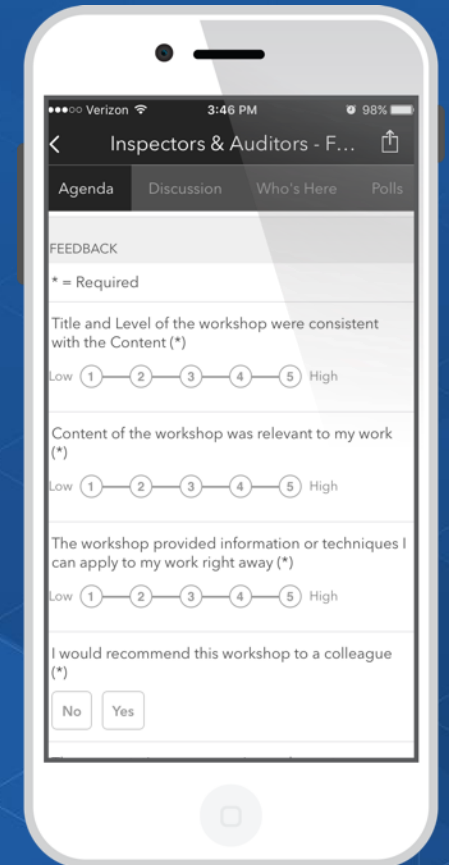 Verizon 3:46 PM 98%
Inspectors & Auditors - F...
Agenda Discussion Who's Here Polls
FEEDBACK
* = Required
Title and Level of the workshop were consistent
with the Content (*)
Low 1 2 3 4 5 High
Content of the workshop was relevant to my work
(*)
Low 1 2 3 4 5 High
The workshop provided information or techniques I
can apply to my work right away (*)
Low 1 2 3 4 5 High
I would recommend this workshop to a colleague
(*)
No Yes